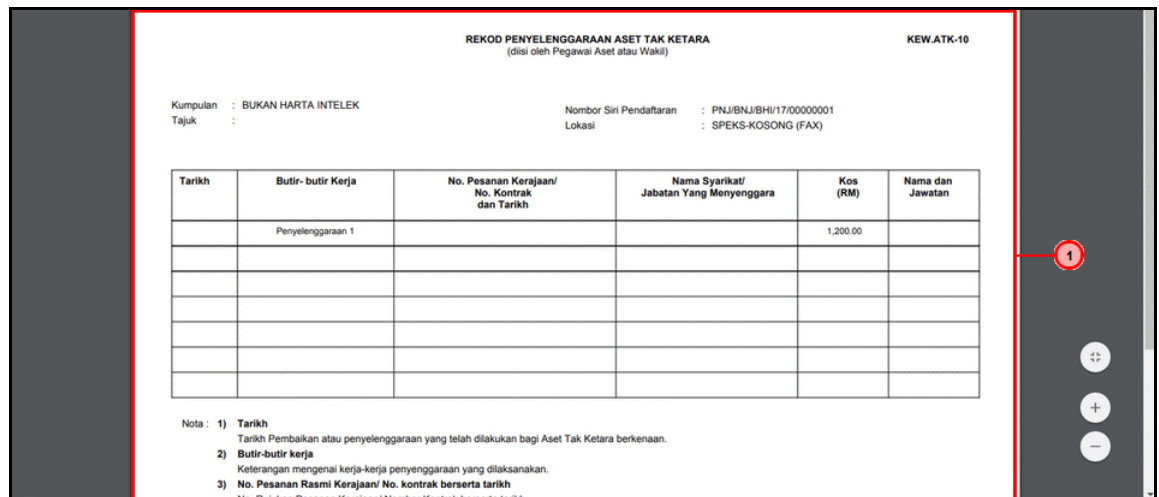 REKOD PENYELENGGARAAN ASET TAK KETARA
KEW.ATK-10
(diisi oleh Pegawai Aset atau Wakil)
Kumpulan : BUKAN HARTA INTELEK
Tajuk :
Nombor Siri Pendaftaran : PNJ/BNJ/BHI/17/00000001
Lokasi : SPEKS-KOSONG (FAX)
Tarikh
Butir- butir Kerja
No. Pesanan Kerajaan/
No. Kontrak
dan Tarikh
Nama Syarikat/
Jabatan Yang Menyenggara
Kos
(RM)
Nama dan
Jawatan
Penyelenggaraan 1
1,200.00
1
Nota : 1) Tarikh
Tarikh Pembaikan atau penyelenggaraan yang telah dilakukan bagi Aset Tak Ketara berkenaan.
2) Butir-butir kerja
Keterangan mengenai kerja-kerja penyenggaraan yang dilaksanakan.
3) No. Pesanan Rasmi Kerajaan/ No. kontrak berserta tarikh